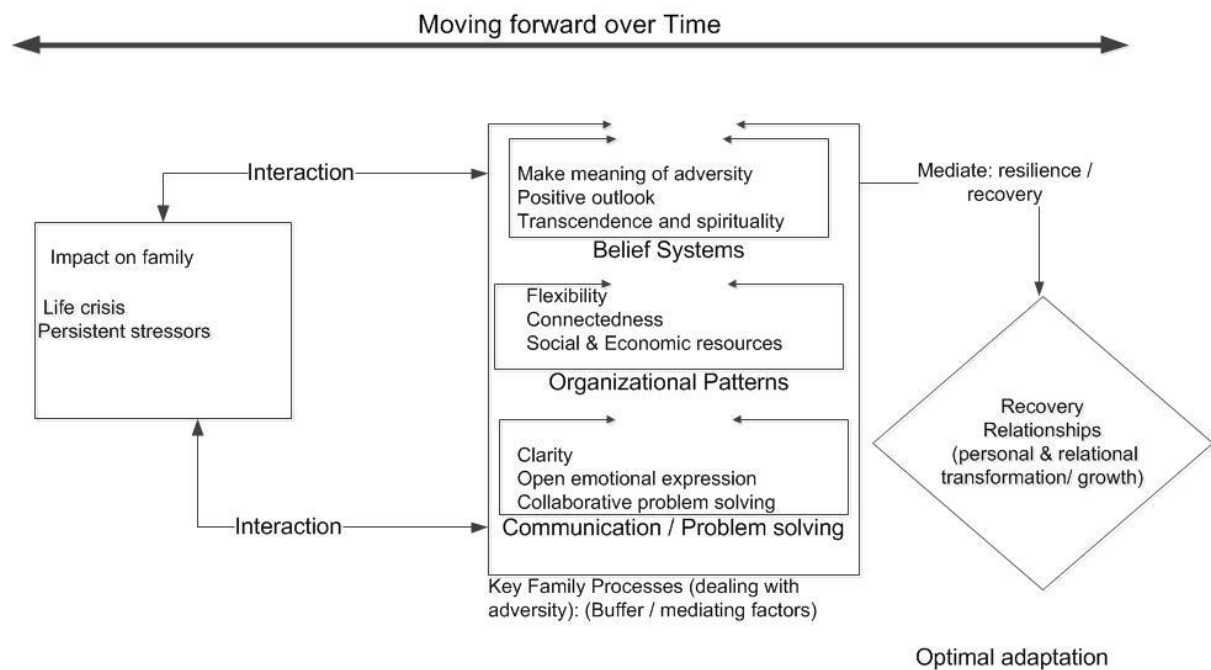 Moving forward over Time
Interaction
Impact on family
Life crisis
Persistent stressors
Interaction
Make meaning of adversity
Positive outlook
Transcendence and spirituality
Belief Systems
Flexibility
Connectedness
Social & Economic resources
Organizational Patterns
Clarity
Open emotional expression
Collaborative problem solving
Communication / Problem solving
Key Family Processes (dealing with
adversity): (Buffer / mediating factors)
Mediate: resilience /
recovery
Recovery
Relationships
(personal & relational
transformation/ growth)
Optimal adaptation